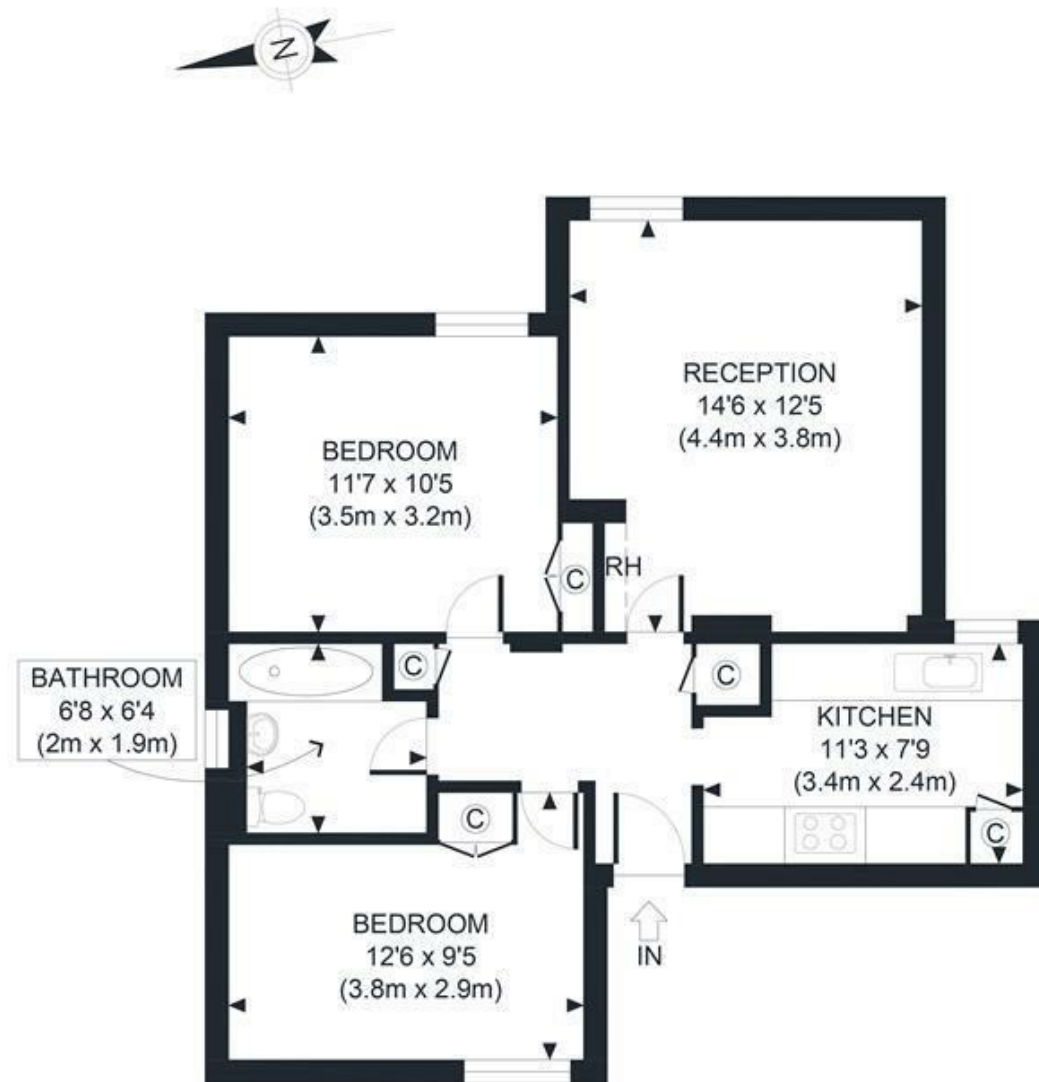 N
RECEPTION
14'6 x 12'5
(4.4m x 3.8m)
BEDROOM
11'7 x 10'5
(3.5m x 3.2m)
C
RH
C
C
BATHROOM
6'8 x 6'4
(2m x 1.9m)
KITCHEN
11'3 x 7'9
(3.4m x 2.4m)
C
C
BEDROOM
12'6 x 9'5
(3.8m x 2.9m)
IN